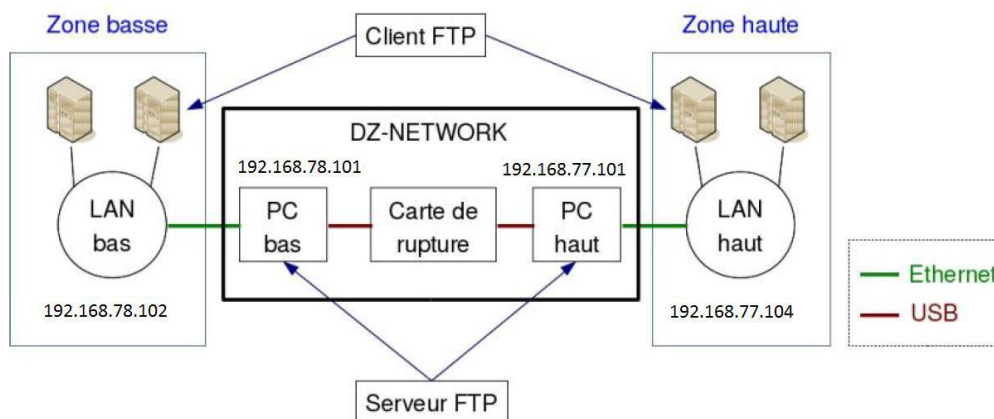 Zone basse
Client FTP
Zone haute
DZ-NETWORK
192.168.78.101
192.168.77.101
LAN
bas
PC
bas
Carte de
rupture
PC
haut
LAN
haut
192.168.78.102
192.168.77.104
Ethernet
USB
Serveur FTP